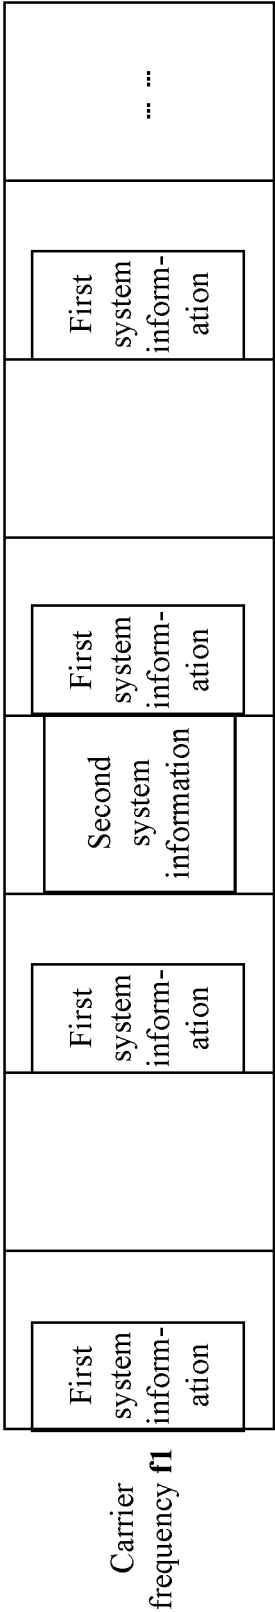 Carrier
frequency f1
First
system
inform-
ation
First
system
inform-
ation
Second
system
information
First
system
inform-
ation
First
system
inform-
ation
... ...